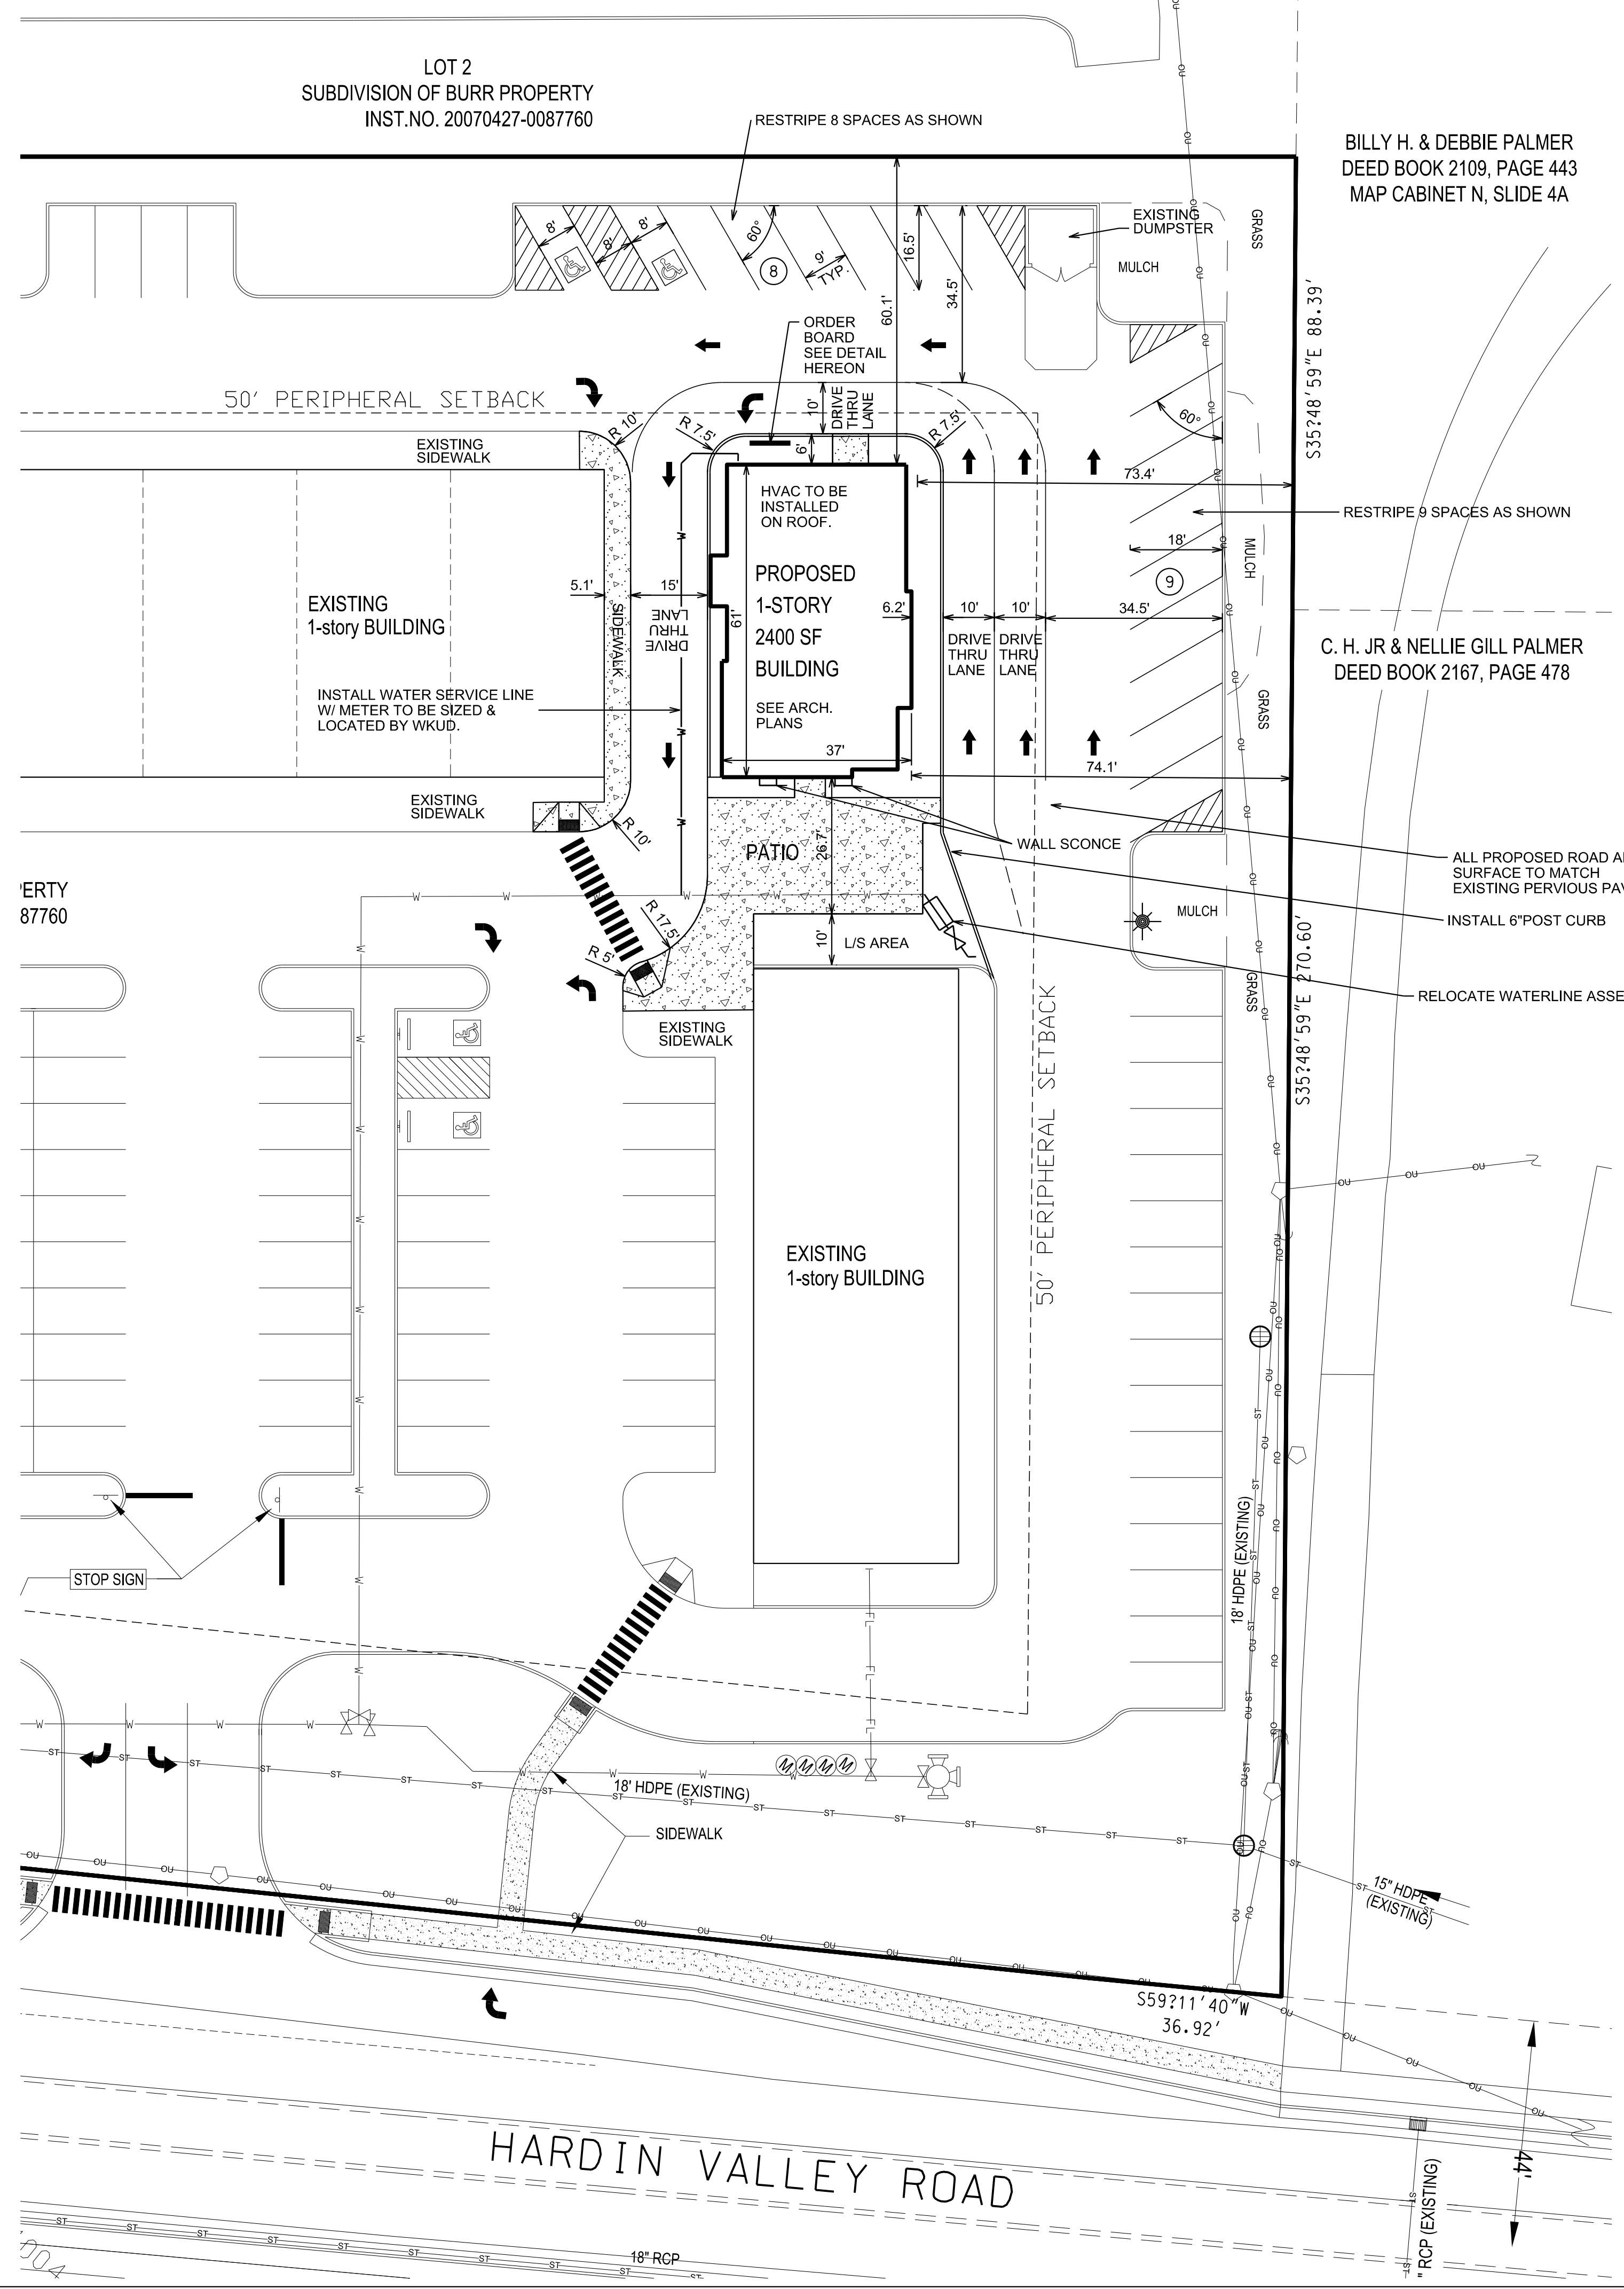 LOT 2
SUBDIVISION OF BURR PROPERTY
INST.NO. 20070427-0087760
RESTRIPE 8 SPACES AS SHOWN
BILLY H. & DEBBIE PALMER
DEED BOOK 2109, PAGE 443
MAP CABINET N, SLIDE 4A
EXISTING
DUMPSTER
MULCH
GRASS
8'
8'
8'
60°
8
9'
TYP.
16.5'
34.5'
60.1'
S35?48'59"E 88.39'
ORDER
BOARD
SEE DETAIL
HEREON
50' PERIPHERAL SETBACK
10'
DRIVE
THRU
LANE
R 10'
R 7.5'
R 7.5'
6'
60°
EXISTING
SIDEWALK
73.4'
HVAC TO BE
INSTALLED
ON ROOF.
RESTRIPE 9 SPACES AS SHOWN
18'
9
MULCH
PROPOSED
1-STORY
2400 SF
BUILDING
SEE ARCH.
PLANS
EXISTING
1-story BUILDING
5.1'
15'
SIDEWALK
DRIVE
THRU
LANE
61'
6.2'
10'
10'
34.5'
DRIVE
THRU
LANE
DRIVE
THRU
LANE
C. H. JR & NELLIE GILL PALMER
DEED BOOK 2167, PAGE 478
GRASS
INSTALL WATER SERVICE LINE
W/ METER TO BE SIZED &
LOCATED BY WKUD.
37'
74.1'
EXISTING
SIDEWALK
R 10'
PATIO
26.7'
WALL SCONCE
ALL PROPOSED ROAD A
SURFACE TO MATCH
EXISTING PERVIOUS PA
ERTY
87760
MULCH
INSTALL 6"POST CURB
R 17.5'
R 5'
10'
L/S AREA
GRASS
S35?48'59"E 270.60'
RELOCATE WATERLINE ASSE
EXISTING
SIDEWALK
50' PERIPHERAL SETBACK
EXISTING
1-story BUILDING
18' HDPE (EXISTING)
STOP SIGN
M M M M
18' HDPE (EXISTING)
SIDEWALK
15" HDPE
(EXISTING)
S59?11'40"W
36.92'
44'
HARDIN VALLEY ROAD
" RCP (EXISTING)
18" RCP